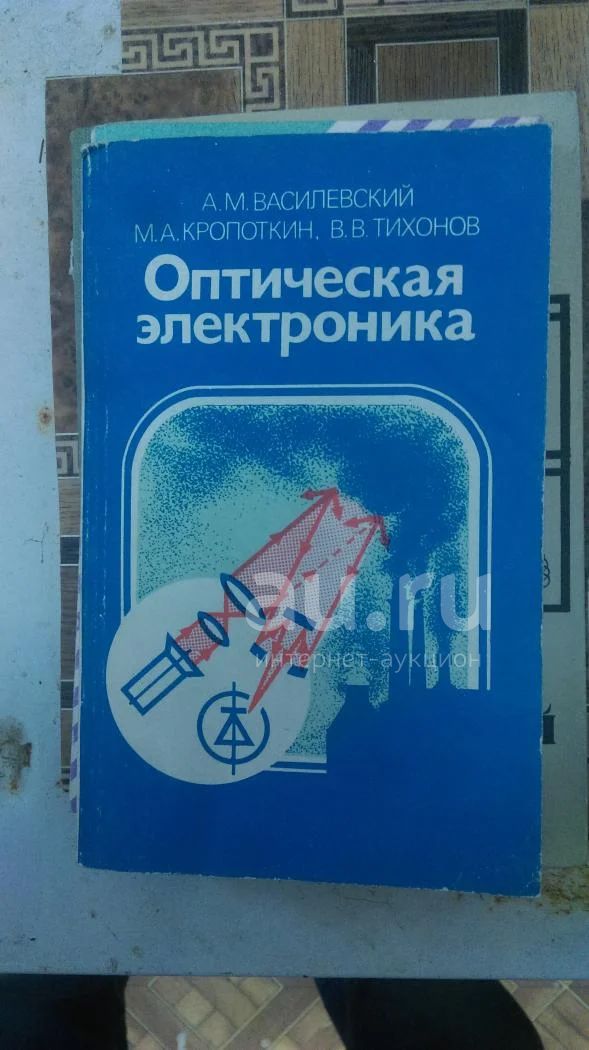 А.М.ВАСИЛЕВСКИЙ
М.А.КРОПОТКИН, В.В.ТИХОНОВ
Оптическая
электроника
au.ru
интернет-аукцион